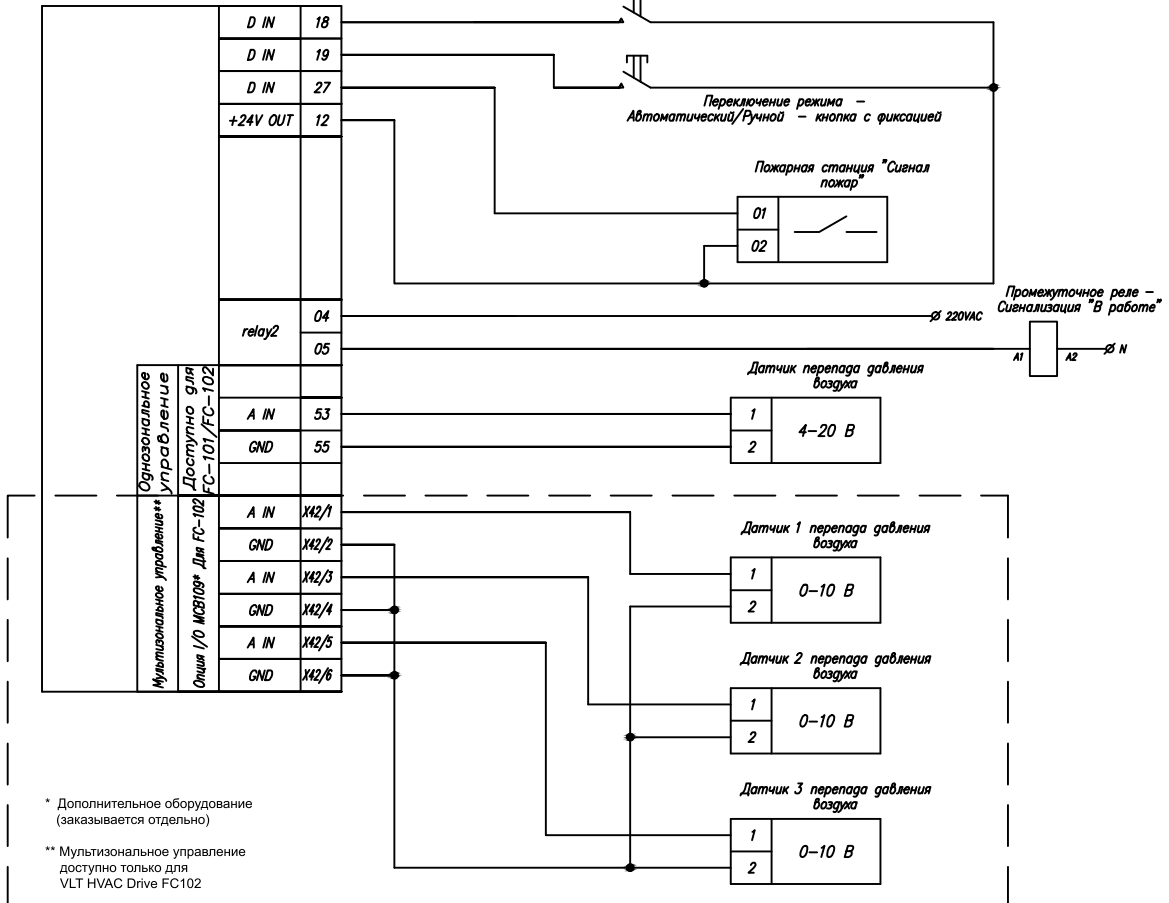 D IN 18
D IN 19
D IN 27
+24V OUT 12
Переключение режима –
Автоматический/Ручной – кнопка с фиксацией
Пожарная станция "Сигнал
пожар"
01
02
relay2
04
05
220VAC
Промежуточное реле –
Сигнализация "В работе"
A1
A2
N
Однозональное
управление
Доступно для
FC-101/FC-102
A IN 53
GND 55
Датчик перепада давления
воздуха
1
2
4-20 В
Мультизональное управление**
Опция I/O MCB109* Для FC-102
A IN X42/1
GND X42/2
A IN X42/3
GND X42/4
A IN X42/5
GND X42/6
Датчик 1 перепада давления
воздуха
1
2
0-10 В
Датчик 2 перепада давления
воздуха
1
2
0-10 В
Датчик 3 перепада давления
воздуха
1
2
0-10 В
* Дополнительное оборудование
(заказывается отдельно)
** Мультизональное управление
доступно только для
VLT HVAC Drive FC102